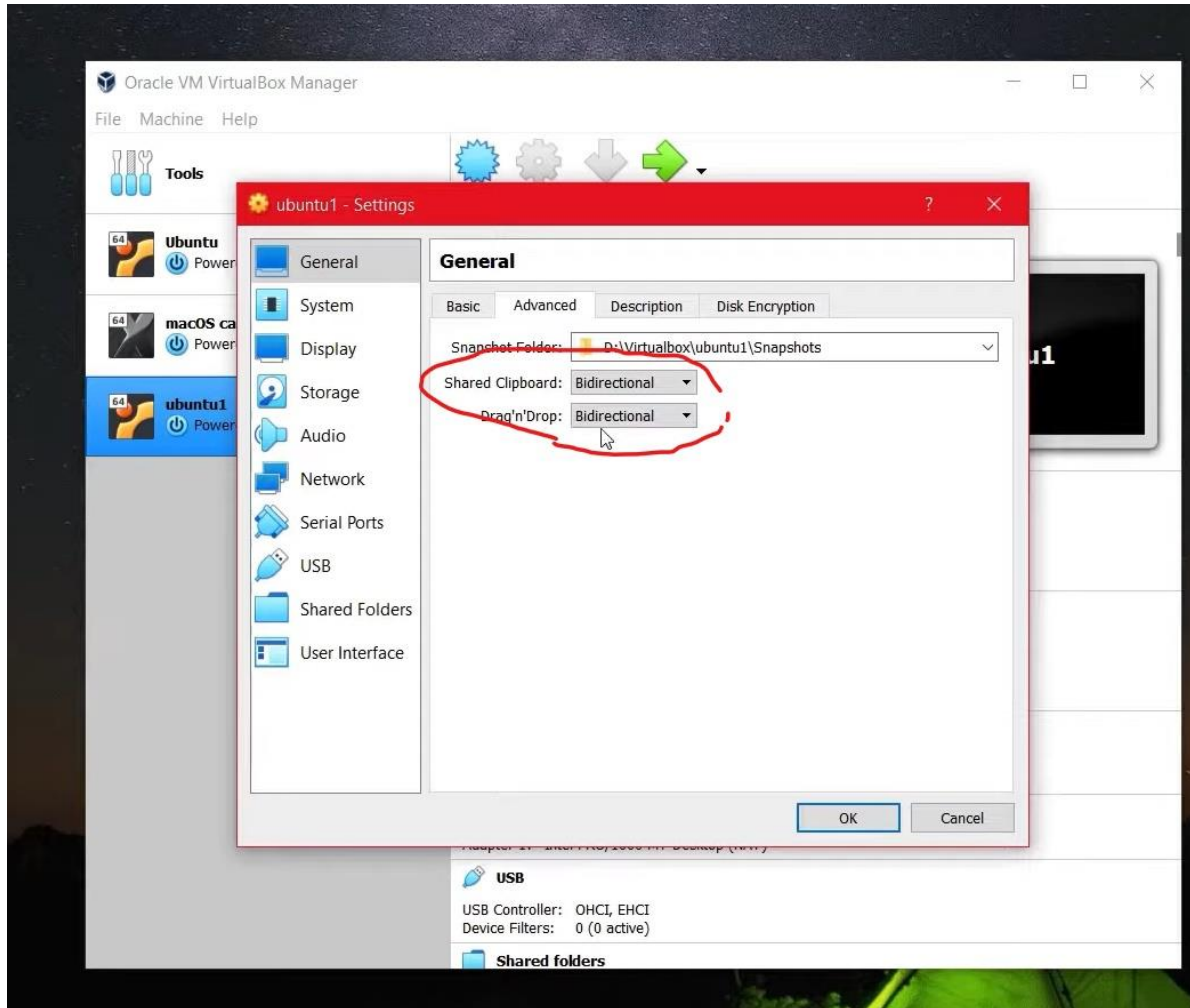 Oracle VM VirtualBox Manager
File Machine Help
Tools
64
Ubuntu
Power
64
macOS ca
Power
64
ubuntu1
Power
ubuntu1 - Settings
?
General
System
Display
Storage
Audio
Network
Serial Ports
USB
Shared Folders
User Interface
General
Basic Advanced Description Disk Encryption
Snapshot Folder: D:\Virtualbox\ubuntu1\Snapshots
Shared Clipboard: Bidirectional
Drag'n'Drop: Bidirectional
OK Cancel
u1
USB
USB Controller: OHCI, EHCI
Device Filters: 0 (0 active)
Shared folders